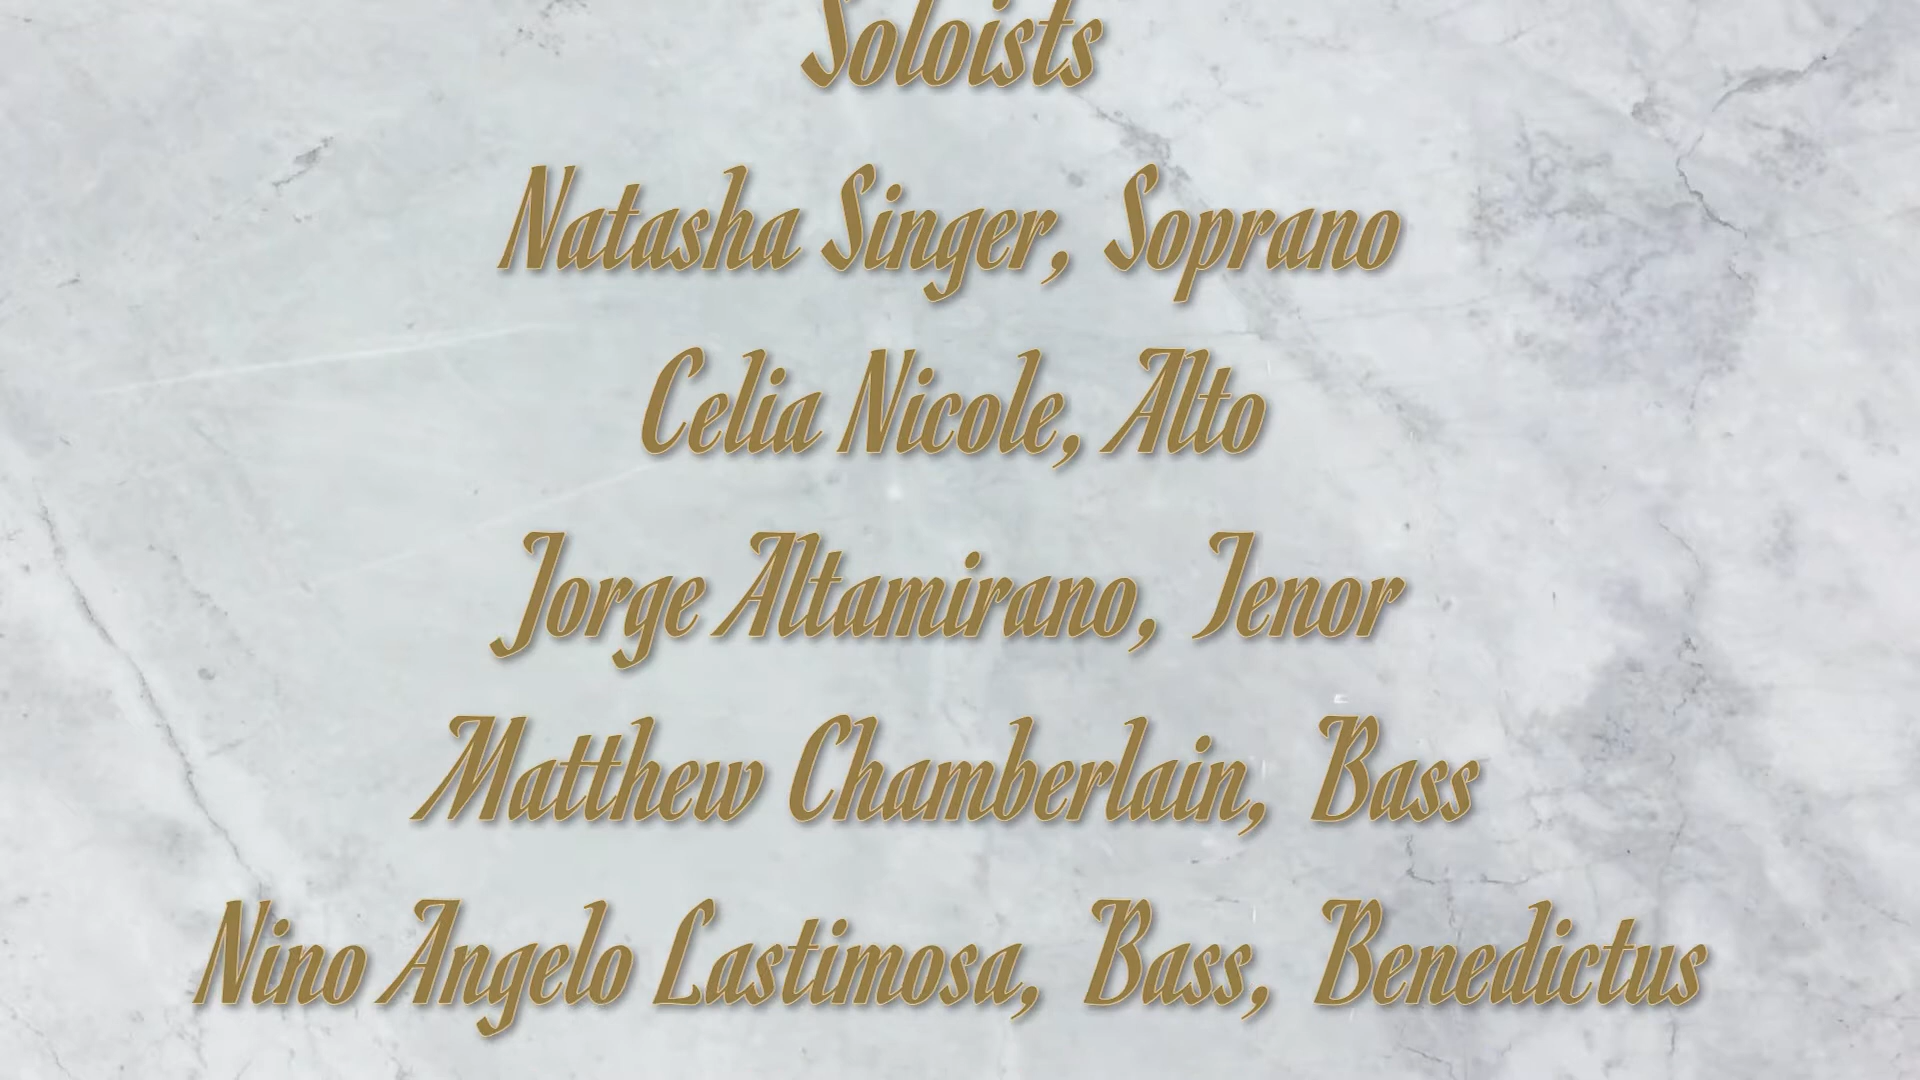 Soloists
Natasha Singer, Soprano
Celia Nicole, Alto
Jorge Altamirano, Tenor
Matthew Chamberlain, Bass
Nino Angelo Lastimosa, Bass, Benedictus